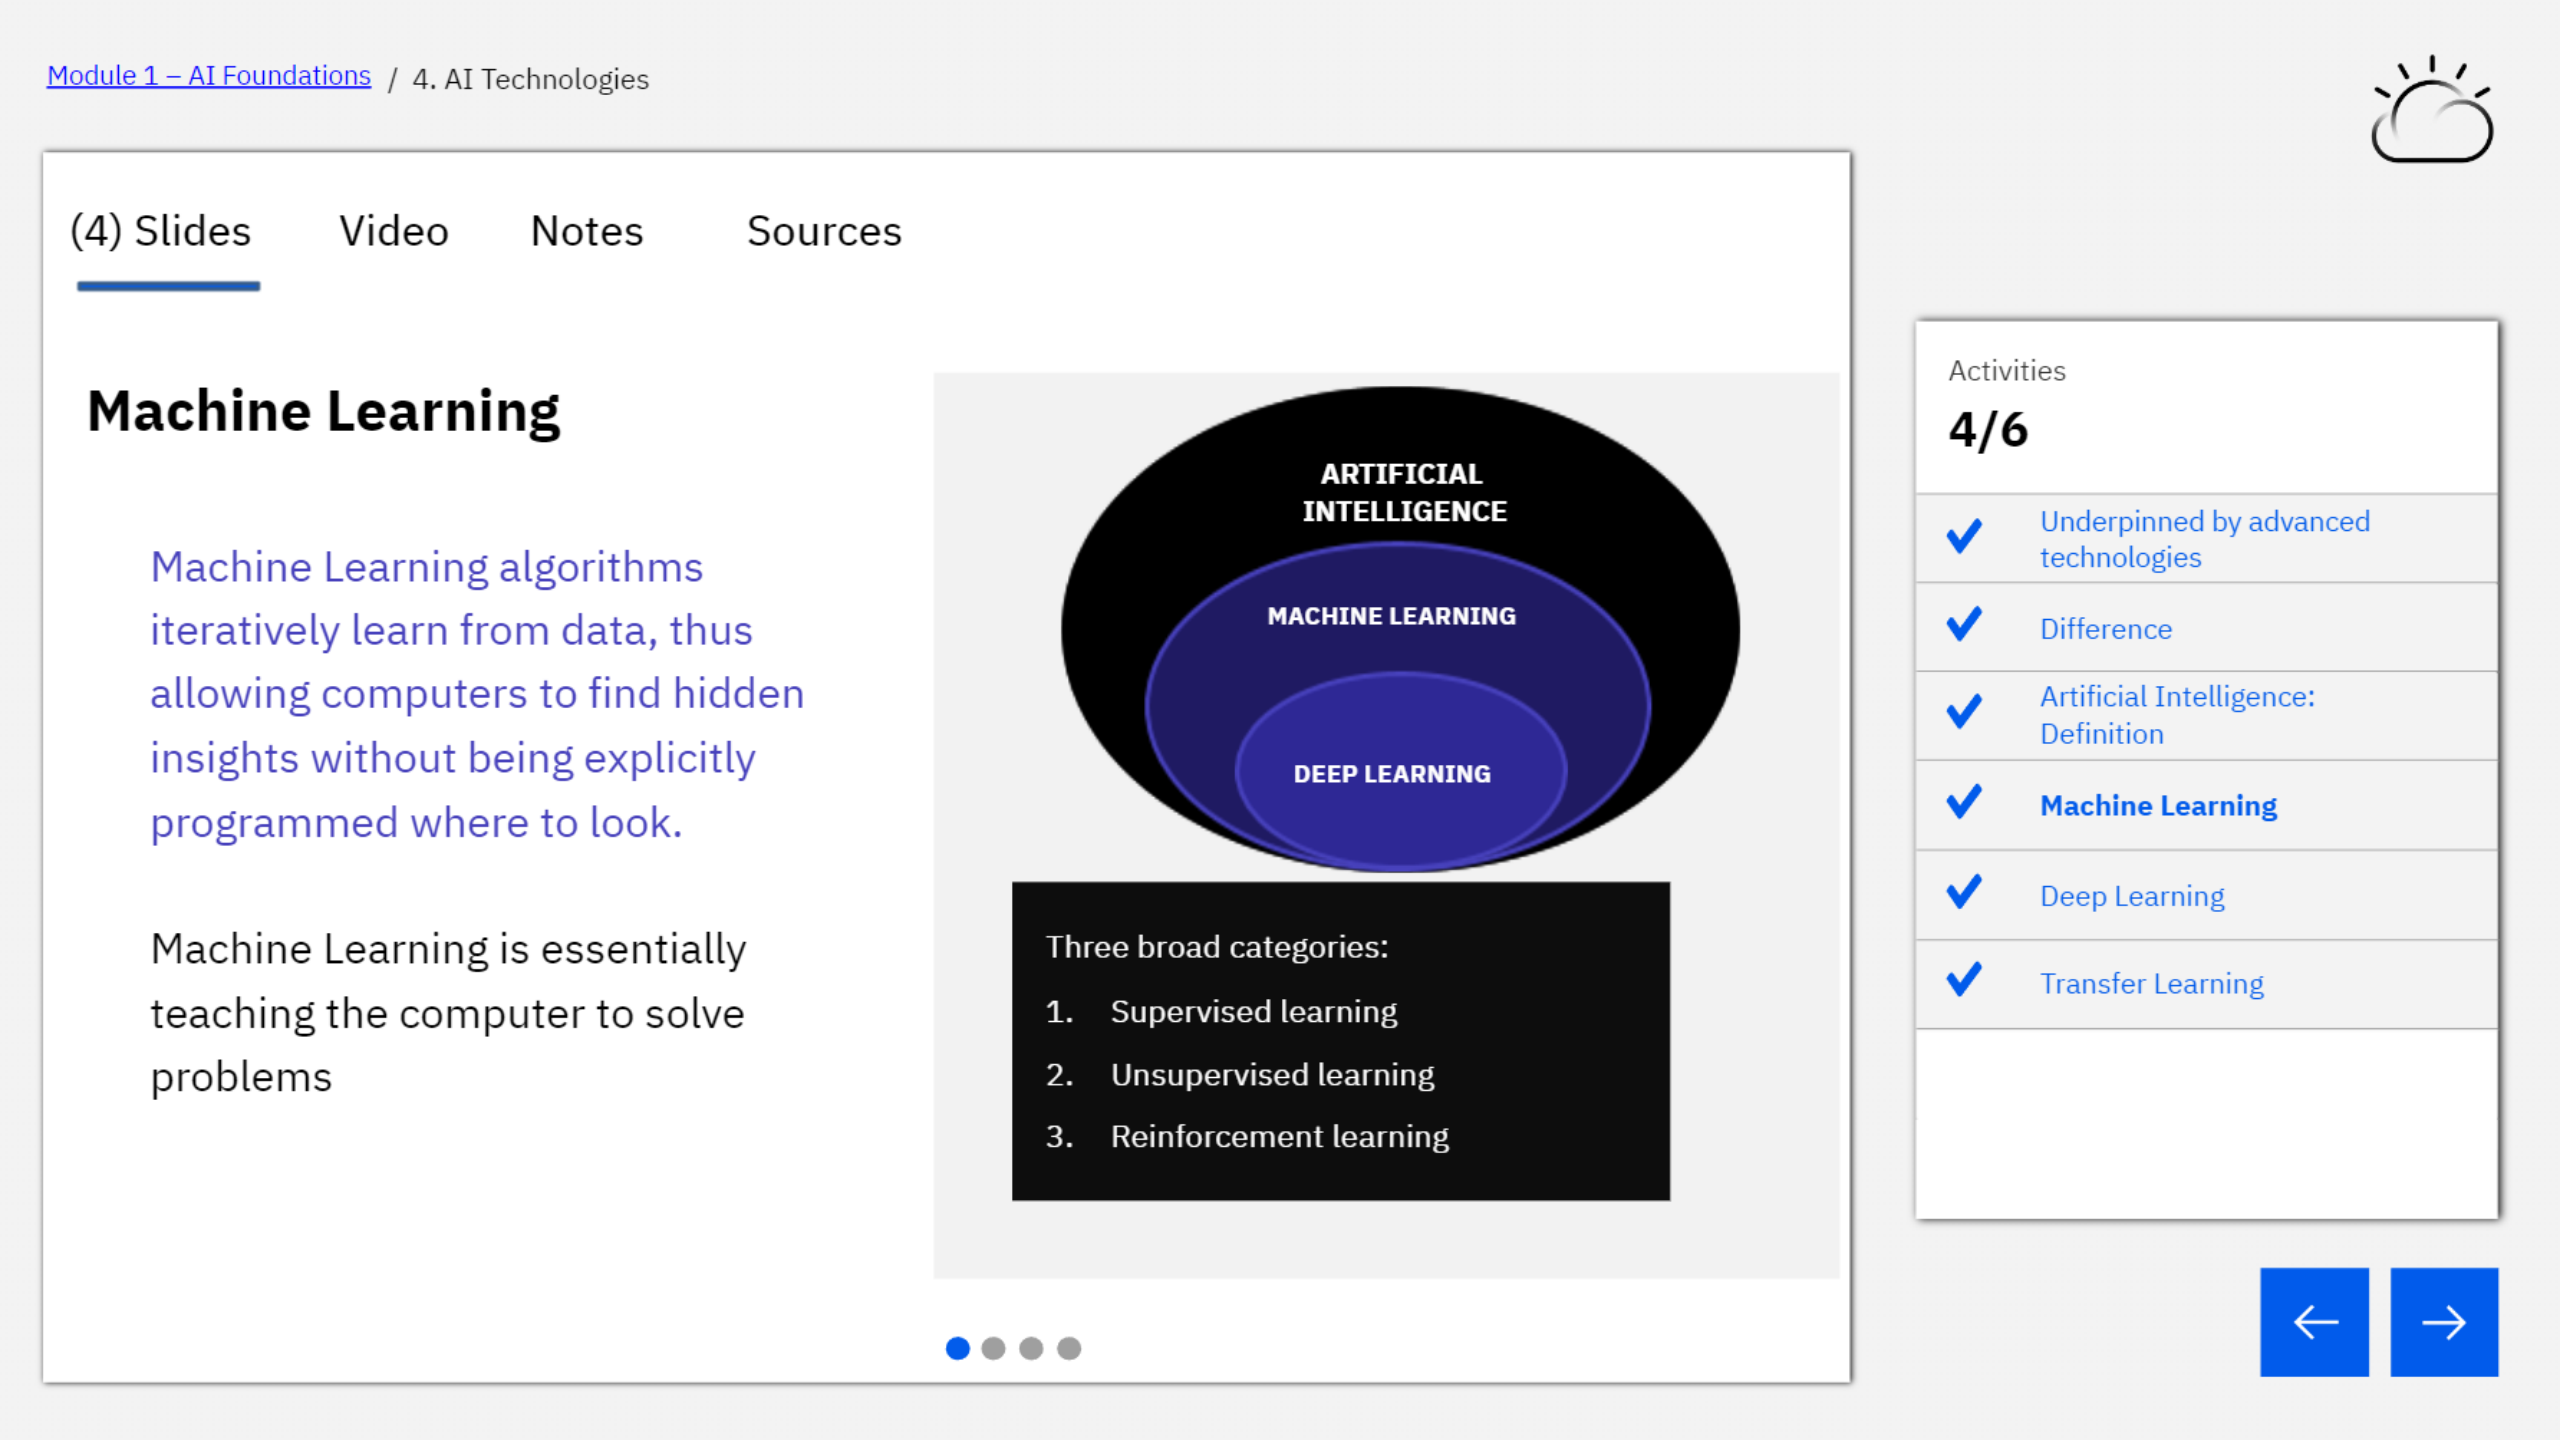 Module 1 – AI Foundations / 4. AI Technologies
(4) Slides Video Notes Sources
Machine Learning
Machine Learning algorithms
iteratively learn from data, thus
allowing computers to find hidden
insights without being explicitly
programmed where to look.
Machine Learning is essentially
teaching the computer to solve
problems
ARTIFICIAL
INTELLIGENCE
MACHINE LEARNING
DEEP LEARNING
Three broad categories:
1. Supervised learning
2. Unsupervised learning
3. Reinforcement learning
Activities
4/6
Underpinned by advanced
technologies
Difference
Artificial Intelligence:
Definition
Machine Learning
Deep Learning
Transfer Learning